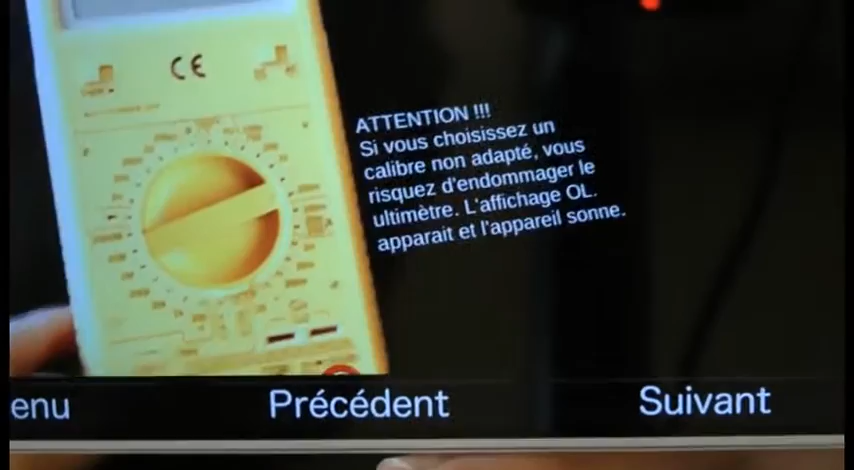 CE
ATTENTION !!!
Si vous choisissez un
calibre non adapté, vous
risquez d'endommager le
ultimètre. L'affichage OL.
apparait et l'appareil sonne.
enu
Précédent
Suivant